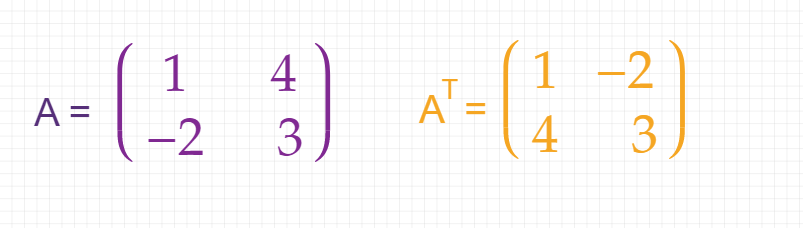 A = ( 1 4 ) Aᵀ = ( 1 −2 )
( −2 3 ) ( 4 3 )